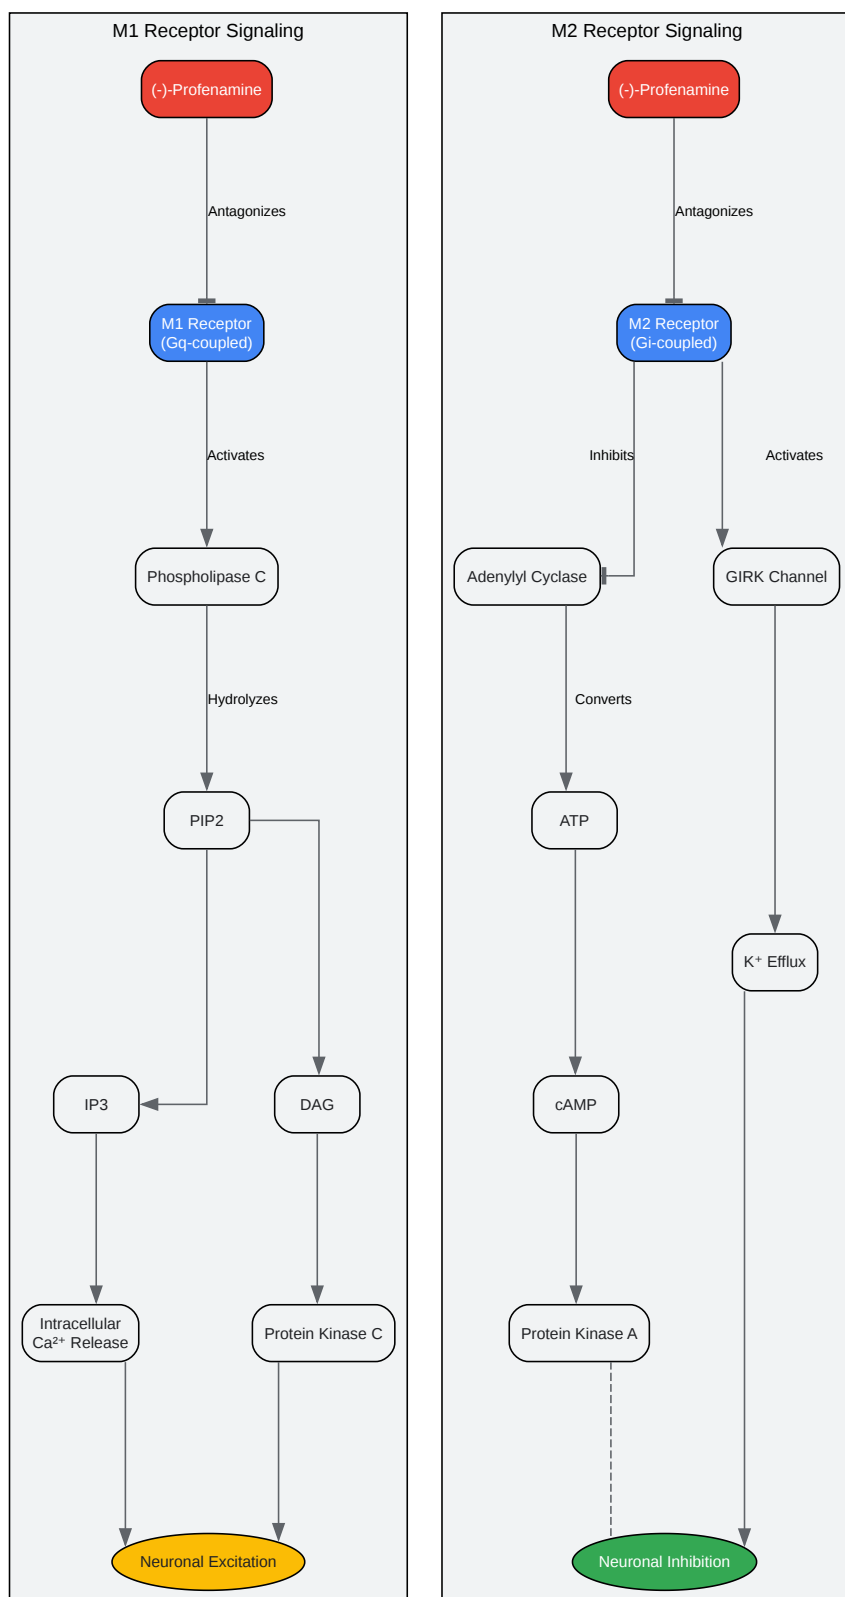 M1 Receptor Signaling
(-)-Profenamine
Antagonizes
M1 Receptor
(Gq-coupled)
Activates
Phospholipase C
Hydrolyzes
PIP2
IP3
DAG
Intracellular
Ca²⁺ Release
Protein Kinase C
Neuronal Excitation
M2 Receptor Signaling
(-)-Profenamine
Antagonizes
M2 Receptor
(Gi-coupled)
Inhibits
Activates
Adenylyl Cyclase
GIRK Channel
Converts
ATP
K⁺ Efflux
cAMP
Protein Kinase A
Neuronal Inhibition